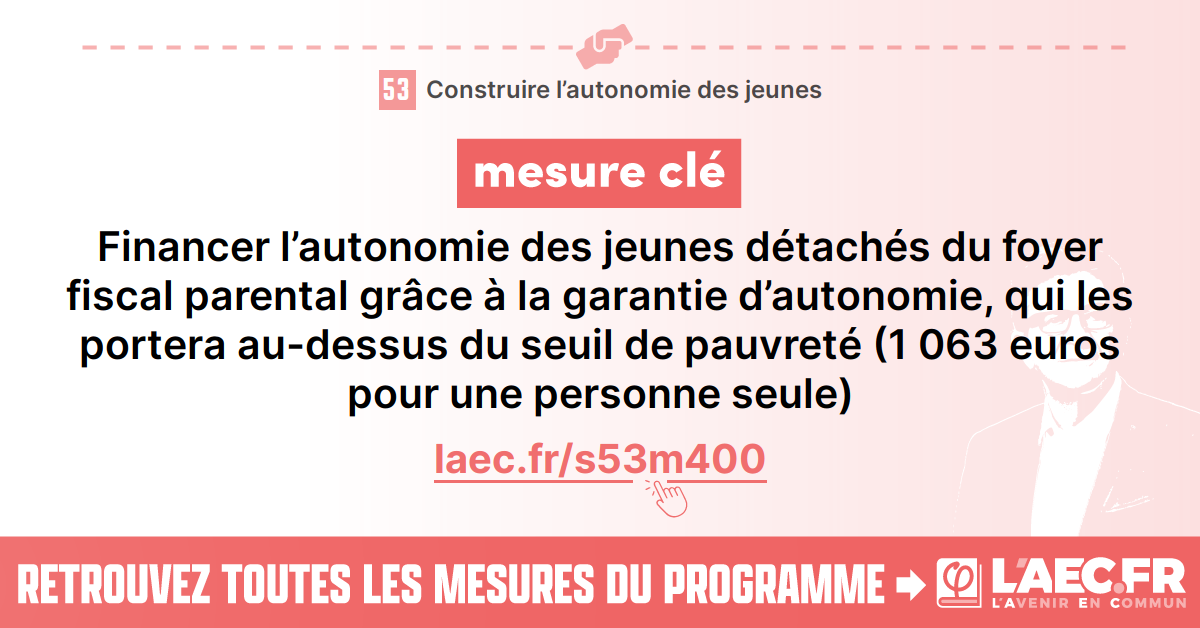 53 Construire l’autonomie des jeunes
mesure clé
Financer l’autonomie des jeunes détachés du foyer
fiscal parental grâce à la garantie d’autonomie, qui les
portera au-dessus du seuil de pauvreté (1 063 euros
pour une personne seule)
laec.fr/s53m400
RETROUVEZ TOUTES LES MESURES DU PROGRAMME
L'AEC.FR
L'AVENIR EN COMMUN